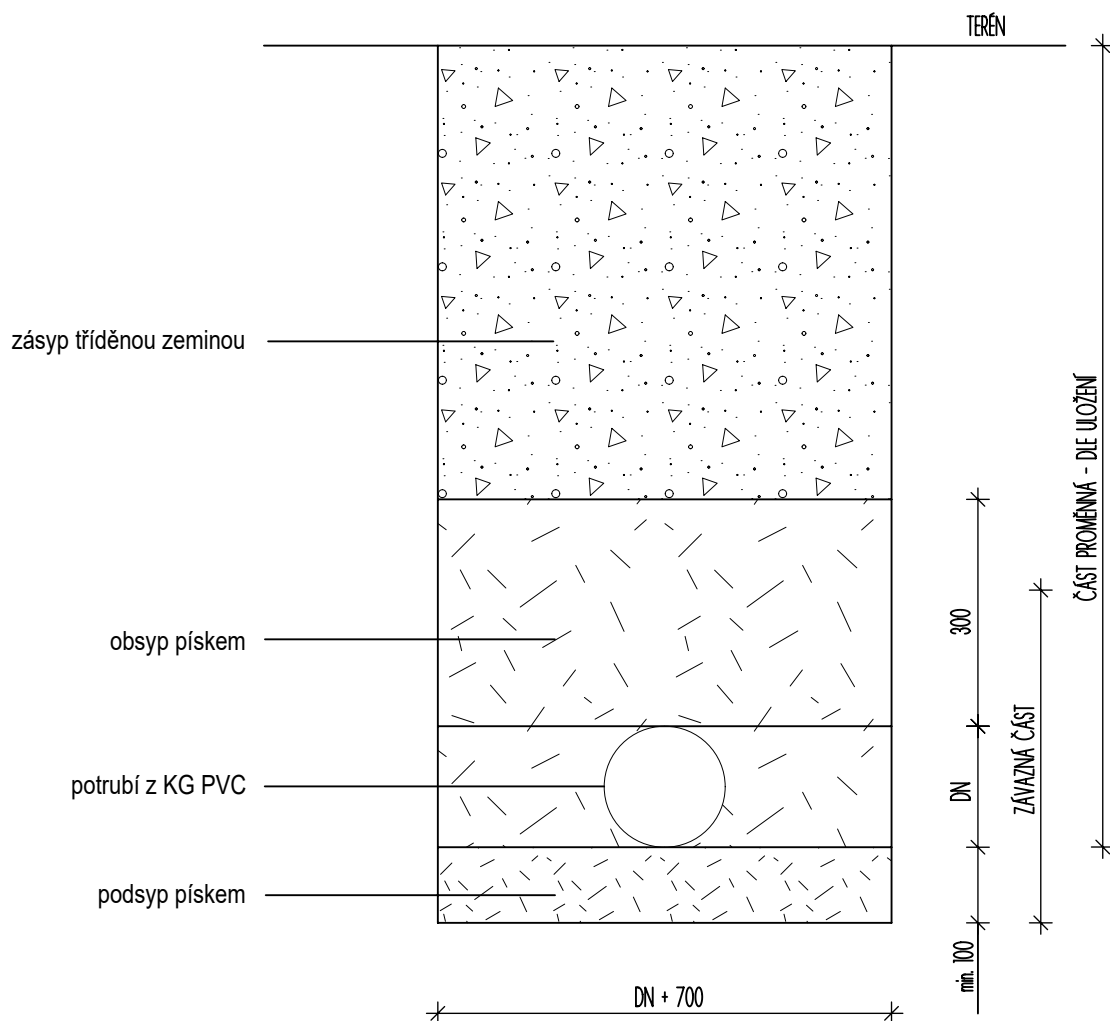 TERÉN
zásyp tříděnou zeminou
ČÁST PROMĚNNÁ - DLE ULOŽENÍ
300
obsyp pískem
ZÁVAZNÁ ČÁST
potrubí z KG PVC
DN
podsyp pískem
min. 100
DN + 700